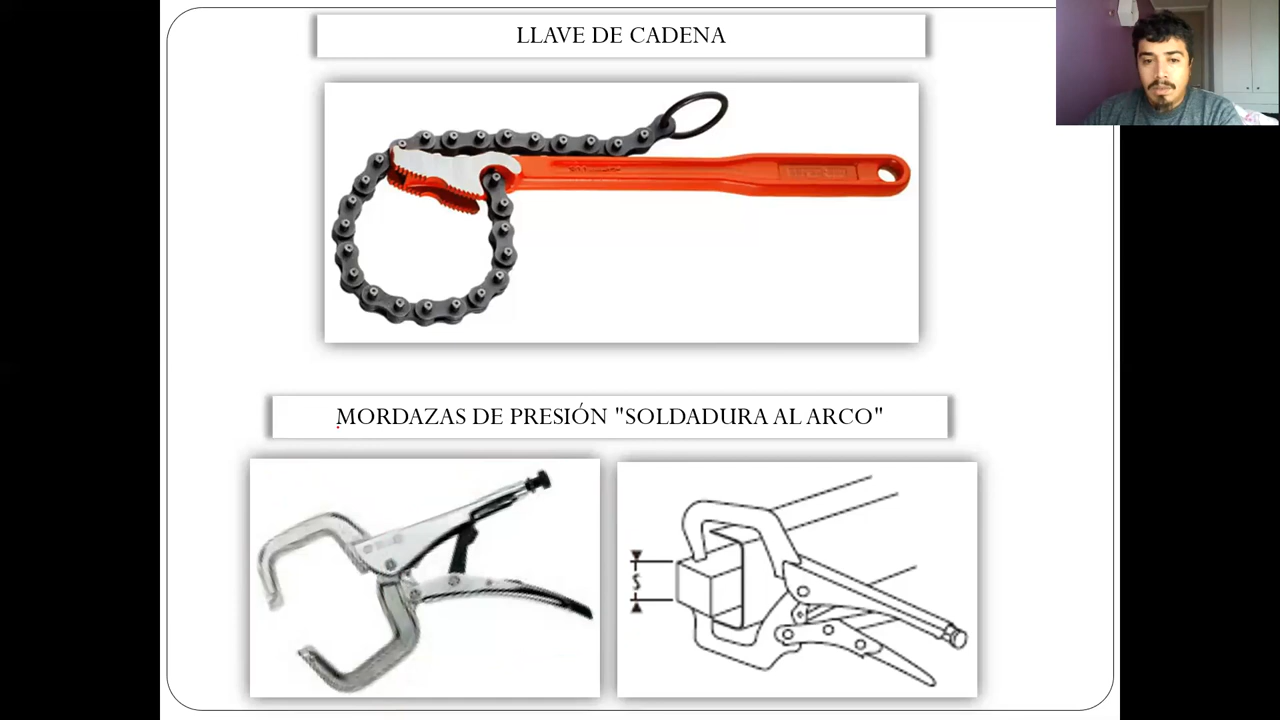 LLAVE DE CADENA
MORDAZAS DE PRESIÓN "SOLDADURA AL ARCO"
S